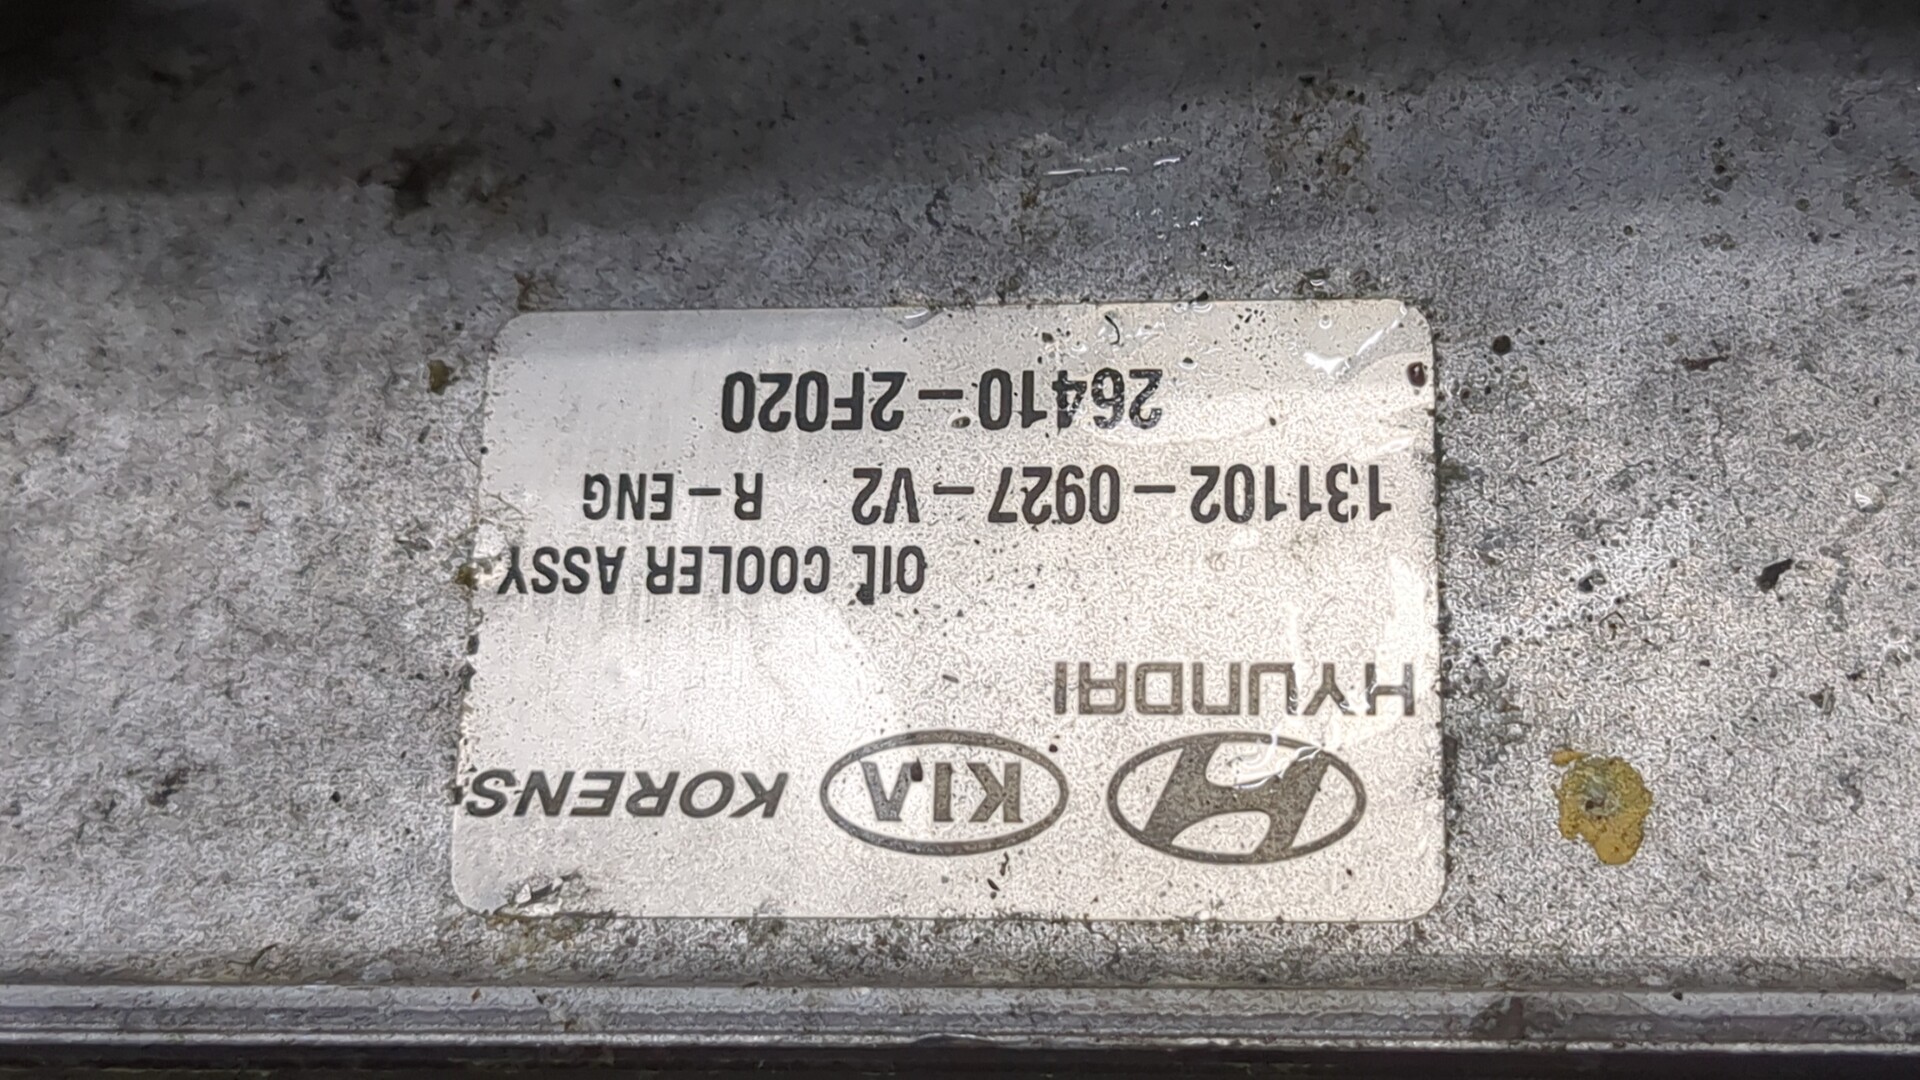 KIA KORENS
HYUNDAI
OIL COOLER ASSY
131102-0927-V2 R-ENG
26410-2F020